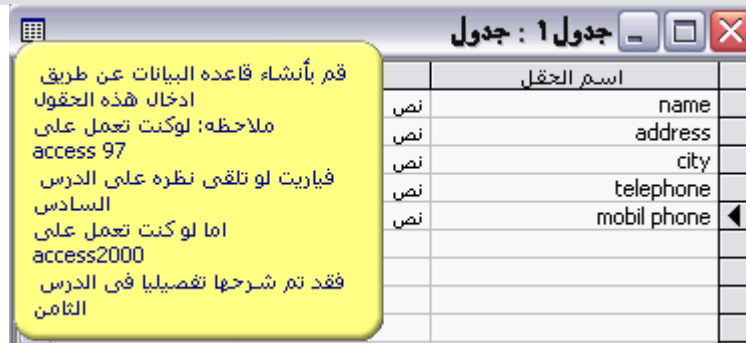 جدول١ : جدول
اسم الحقل
name نص
address نص
city نص
telephone نص
mobil phone نص
قم بأنشاء قاعده البيانات عن طريق
ادخال هذه الحقول
ملاحظه: لوكنت تعمل على
access 97
فياريت لو تلقى نظره على الدرس
السادس
اما لو كنت تعمل على
access2000
فقد تم شرحها تفصيليا فى الدرس
الثامن